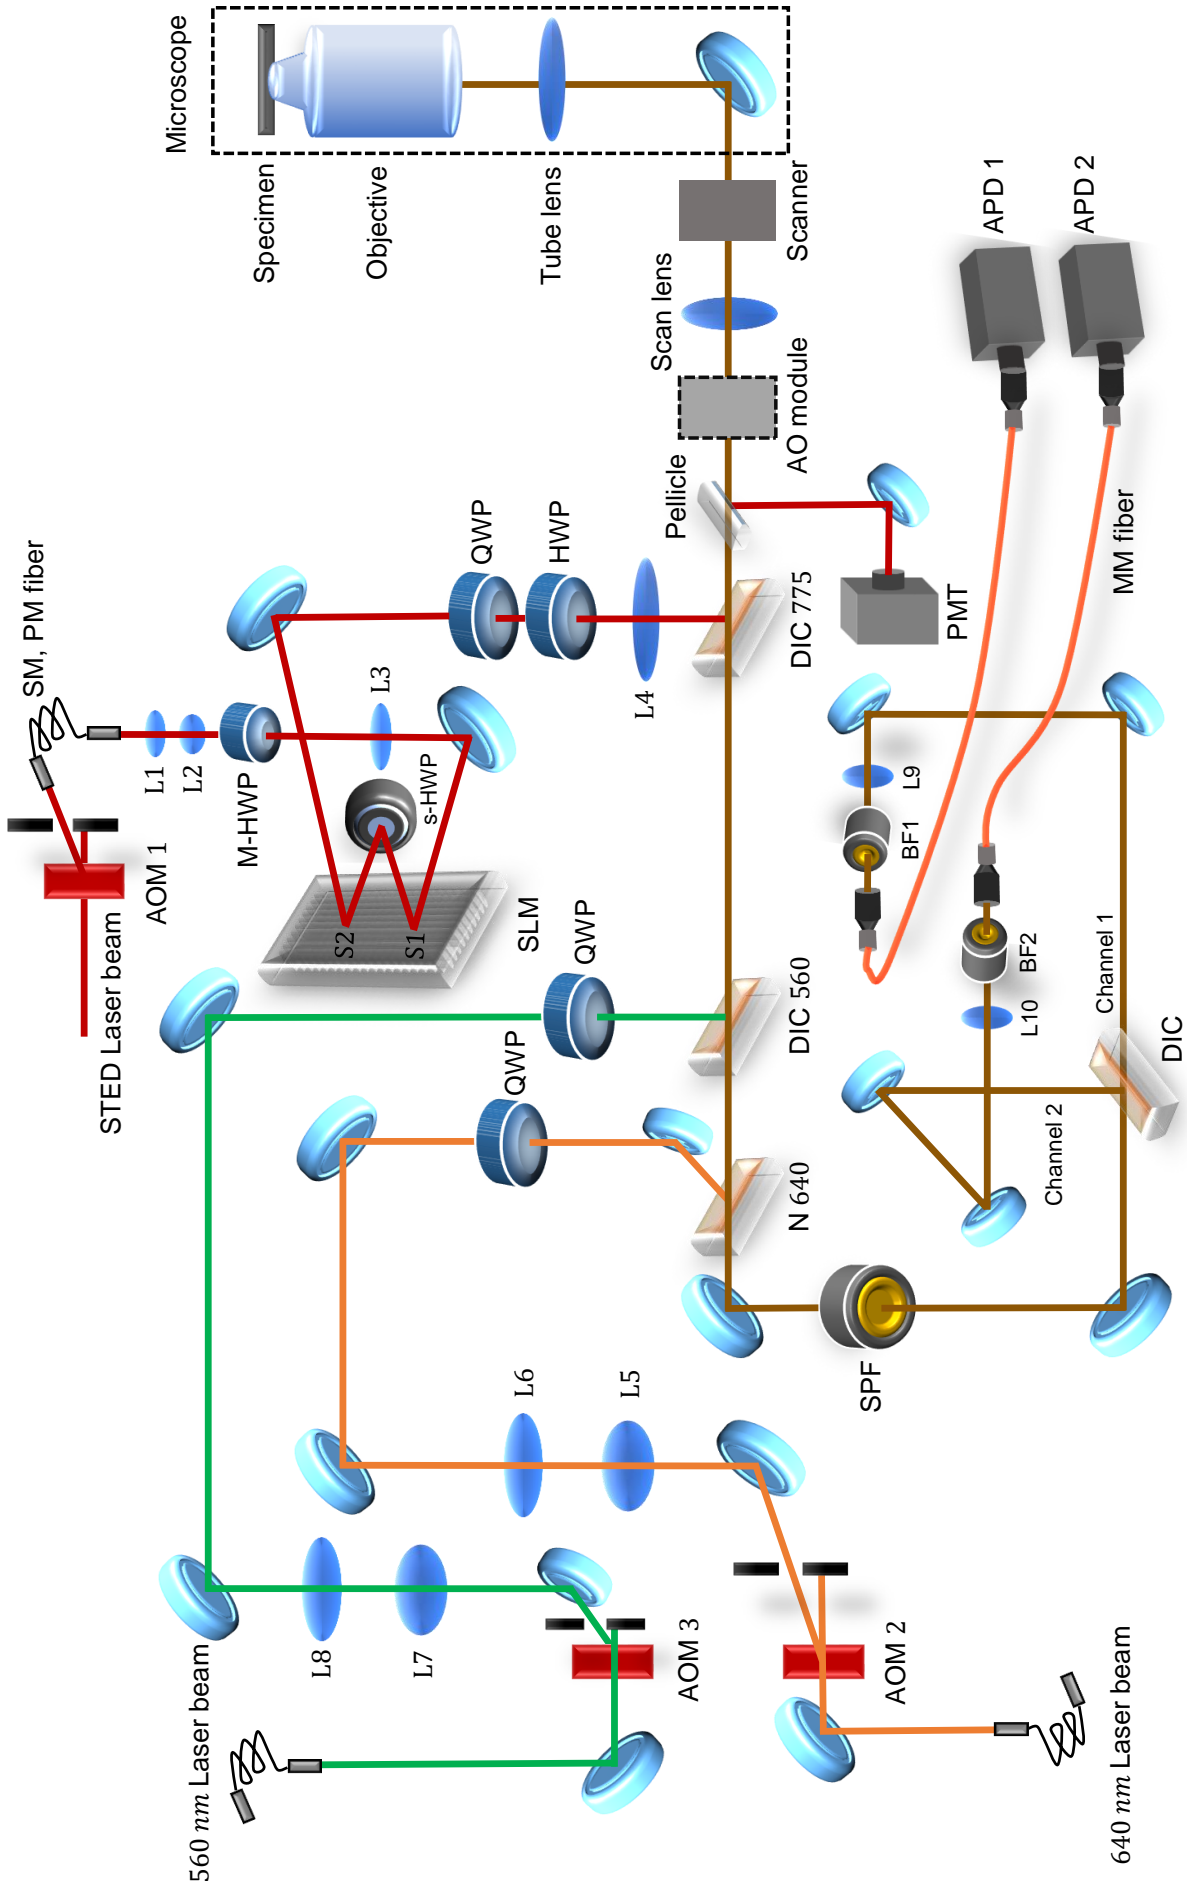 560 nm Laser beam
L8
L7
AOM 3
AOM 2
640 nm Laser beam
L6
L5
SPF
STED Laser beam
AOM 1
SM, PM fiber
L1
L2
M-HWP
L3
s-HWP
S2
S1
SLM
QWP
QWP
QWP
HWP
L4
N 640
DIC 560
DIC 775
Pellicle
AO module
Scan lens
Scanner
Microscope
Specimen
Objective
Tube lens
PMT
L9
BF1
BF2
L10
Channel 1
Channel 2
DIC
MM fiber
APD 1
APD 2